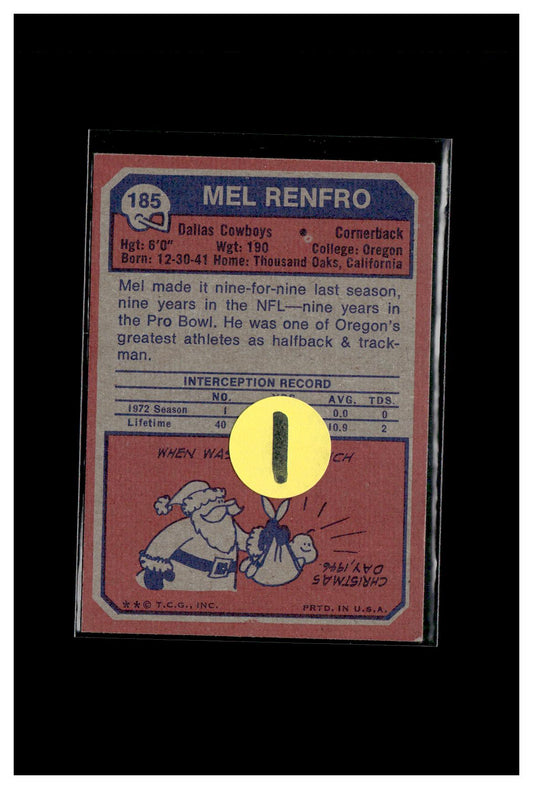 185
MEL RENFRO
Dallas Cowboys • Cornerback
Hgt: 6'0" Wgt: 190 College: Oregon
Born: 12-30-41 Home: Thousand Oaks, California
Mel made it nine-for-nine last season,
nine years in the NFL—nine years in
the Pro Bowl. He was one of Oregon's
greatest athletes as halfback & track-
man.
INTERCEPTION RECORD
NO. AVG. TDS.
1972 Season 1 0.0 0
Lifetime 40 10.9 2
1
WHEN WAS
CHRISTMAS
DAY, 1946.
**© T.C.G., INC. PRTD. IN U.S.A.